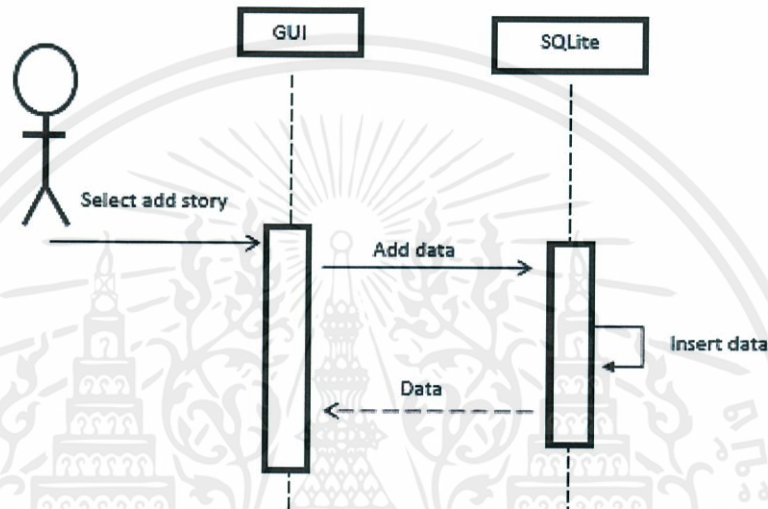 GUI
SQLite
Select add story
Add data
Insert data
Data